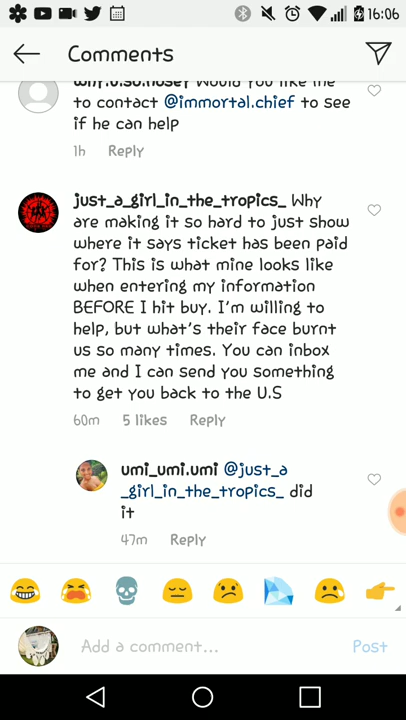 16:06
Comments
why.u.so.nosey Would you like me
to contact @immortal.chief to see
if he can help
1h Reply
just_a_girl_in_the_tropics_ Why
are making it so hard to just show
where it says ticket has been paid
for? This is what mine looks like
when entering my information
BEFORE I hit buy. I'm willing to
help, but what's their face burnt
us so many times. You can inbox
me and I can send you something
to get you back to the U.S
60m 5 likes Reply
umi_umi.umi @just_a
_girl_in_the_tropics_ did
it
47m Reply
Add a comment... Post